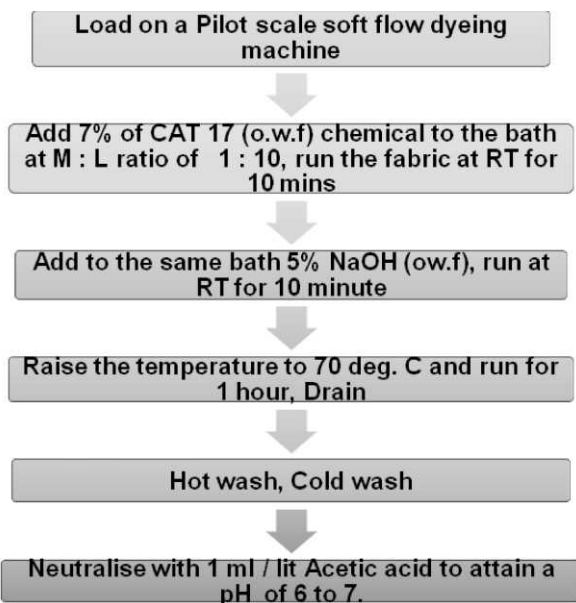 Load on a Pilot scale soft flow dyeing
machine
Add 7% of CAT 17 (o.w.f) chemical to the bath
at M : L ratio of 1 : 10, run the fabric at RT for
10 mins
Add to the same bath 5% NaOH (ow.f), run at
RT for 10 minute
Raise the temperature to 70 deg. C and run for
1 hour, Drain
Hot wash, Cold wash
Neutralise with 1 ml / lit Acetic acid to attain a
pH of 6 to 7.